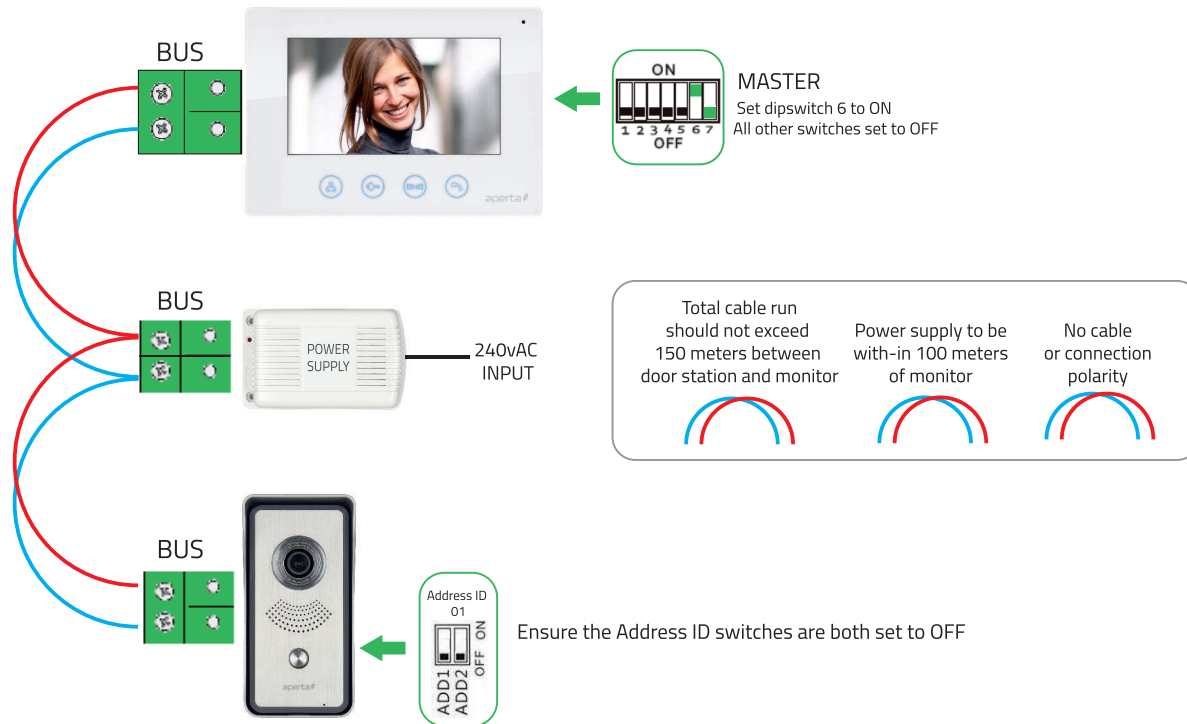 BUS
aperta
ON
1 2 3 4 5 6 7
OFF
MASTER
Set dipswitch 6 to ON
All other switches set to OFF
BUS
POWER
SUPPLY
240vAC
INPUT
Total cable run
should not exceed
150 meters between
door station and monitor
Power supply to be
with-in 100 meters
of monitor
No cable
or connection
polarity
BUS
aperta
Address ID
01
ADD1
ADD2
OFF ON
Ensure the Address ID switches are both set to OFF